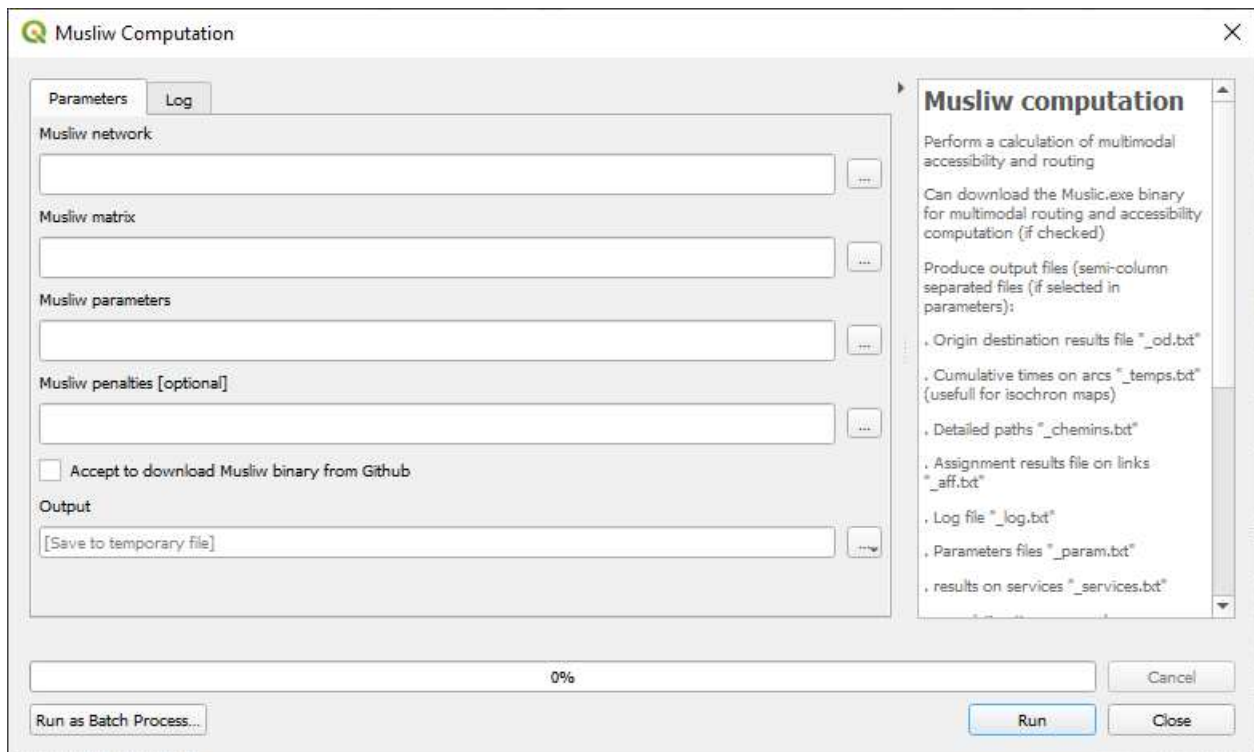 Musliw Computation
Parameters
Log
Musliw network
...
Musliw matrix
...
Musliw parameters
...
Musliw penalties [optional]
...
Accept to download Musliw binary from Github
Output
[Save to temporary file]
...
Musliw computation
Perform a calculation of multimodal
accessibility and routing
Can download the Muslic.exe binary
for multimodal routing and accessibility
computation (if checked)
Produce output files (semi-column
separated files (if selected in
parameters):
. Origin destination results file "_od.txt"
. Cumulative times on arcs "_temps.txt"
(usefull for isochron maps)
. Detailed paths "_chemins.txt"
. Assignment results file on links
"_aff.txt"
. Log file "_log.txt"
. Parameters files "_param.txt"
. results on services "_services.txt"
0%
Cancel
Run as Batch Process...
Run
Close